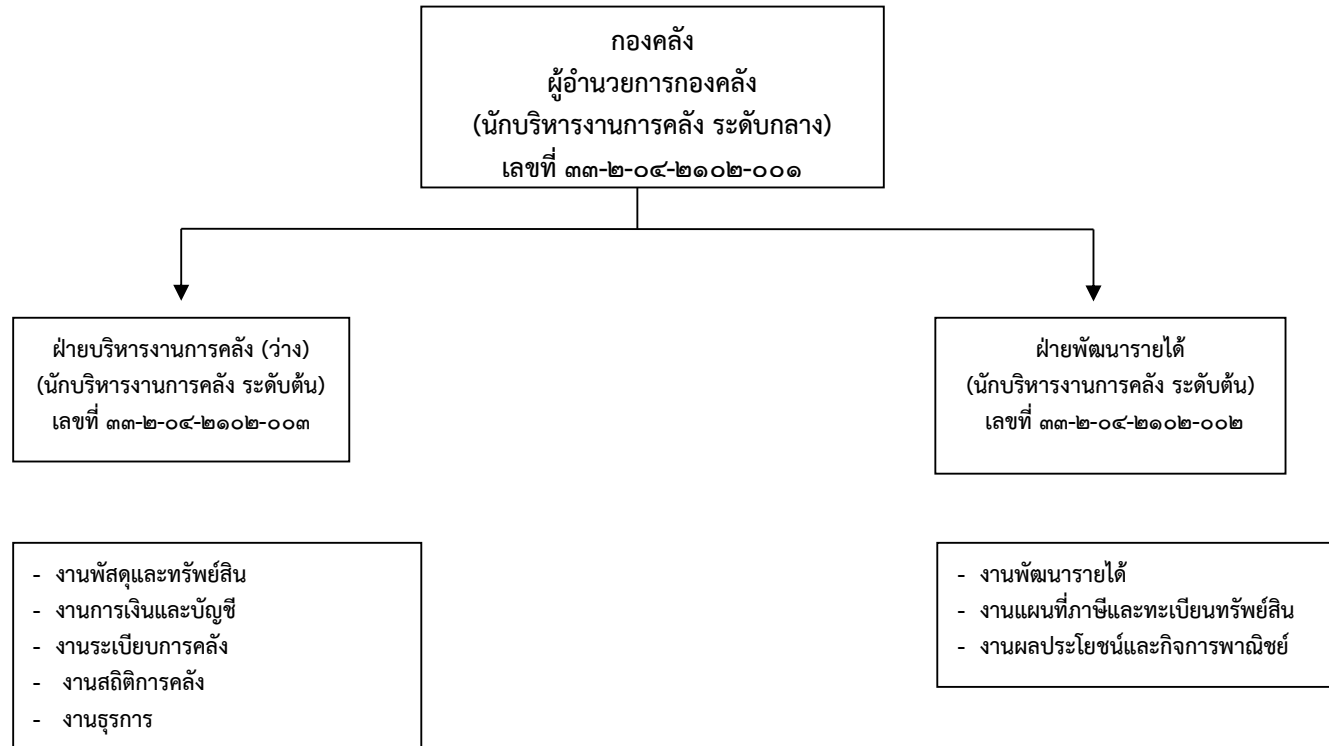 กองคลัง
ผู้อำนวยการกองคลัง
(นักบริหารงานการคลัง ระดับกลาง)
เลขที่ ๓๓-๒-๐๔-๒๑๐๒-๐๐๑
ฝ่ายบริหารงานการคลัง (ว่าง)
(นักบริหารงานการคลัง ระดับต้น)
เลขที่ ๓๓-๒-๐๔-๒๑๐๒-๐๐๓
ฝ่ายพัฒนารายได้
(นักบริหารงานการคลัง ระดับต้น)
เลขที่ ๓๓-๒-๐๔-๒๑๐๒-๐๐๒
- งานพัสดุและทรัพย์สิน
- งานการเงินและบัญชี
- งานระเบียบการคลัง
- งานสถิติการคลัง
- งานธุรการ
- งานพัฒนารายได้
- งานแผนที่ภาษีและทะเบียนทรัพย์สิน
- งานผลประโยชน์และกิจการพาณิชย์